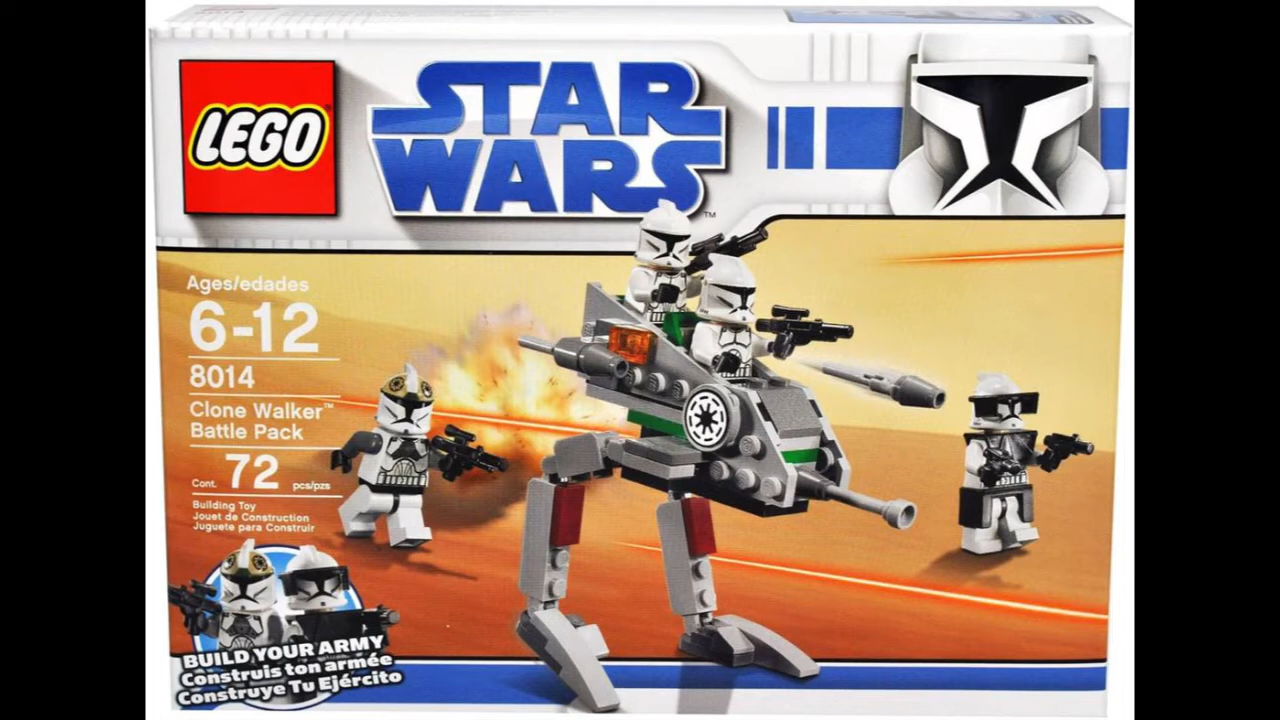 LEGO
STAR
WARS
™
Ages/edades
6-12
8014
Clone Walker™
Battle Pack
Cont. 72 pcs/pzs
Building Toy
Jouet de Construction
Juguete para Construir
BUILD YOUR ARMY
Construis ton armée
Construye Tu Ejército